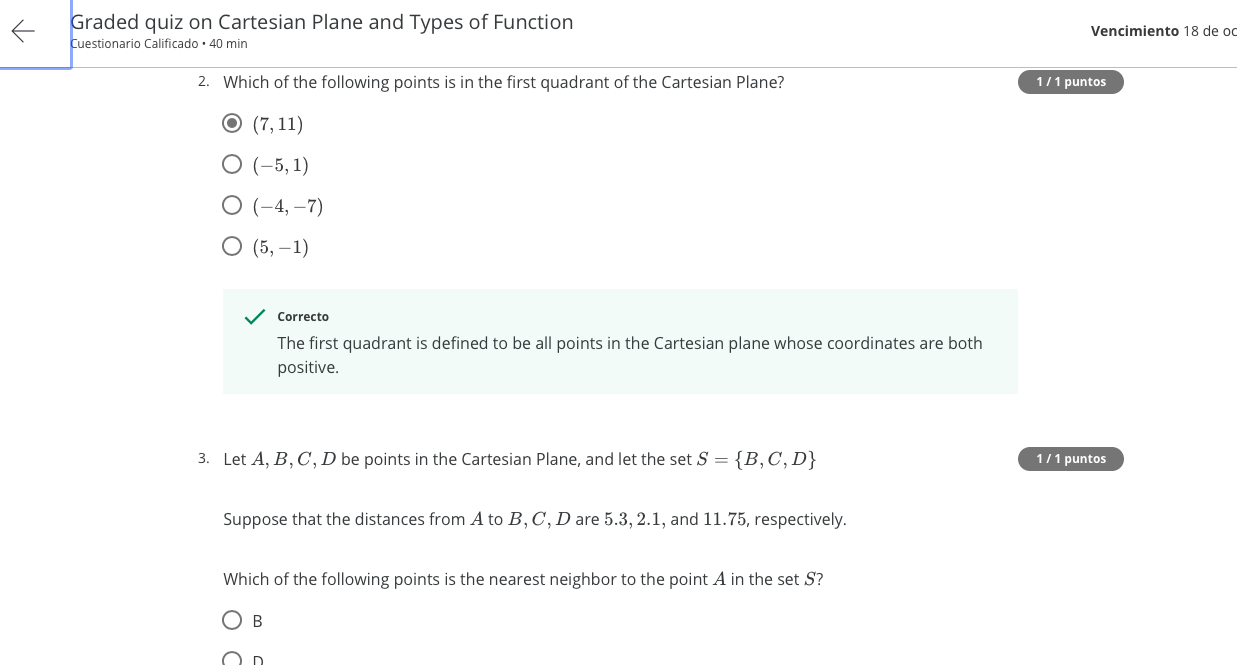 Graded quiz on Cartesian Plane and Types of Function
Cuestionario Calificado • 40 min
Vencimiento 18 de oc
2. Which of the following points is in the first quadrant of the Cartesian Plane?
1 / 1 puntos
(7, 11)
(−5, 1)
(−4, −7)
(5, −1)
Correcto
The first quadrant is defined to be all points in the Cartesian plane whose coordinates are both
positive.
3. Let A, B, C, D be points in the Cartesian Plane, and let the set S = {B, C, D}
1 / 1 puntos
Suppose that the distances from A to B, C, D are 5.3, 2.1, and 11.75, respectively.
Which of the following points is the nearest neighbor to the point A in the set S?
B
D